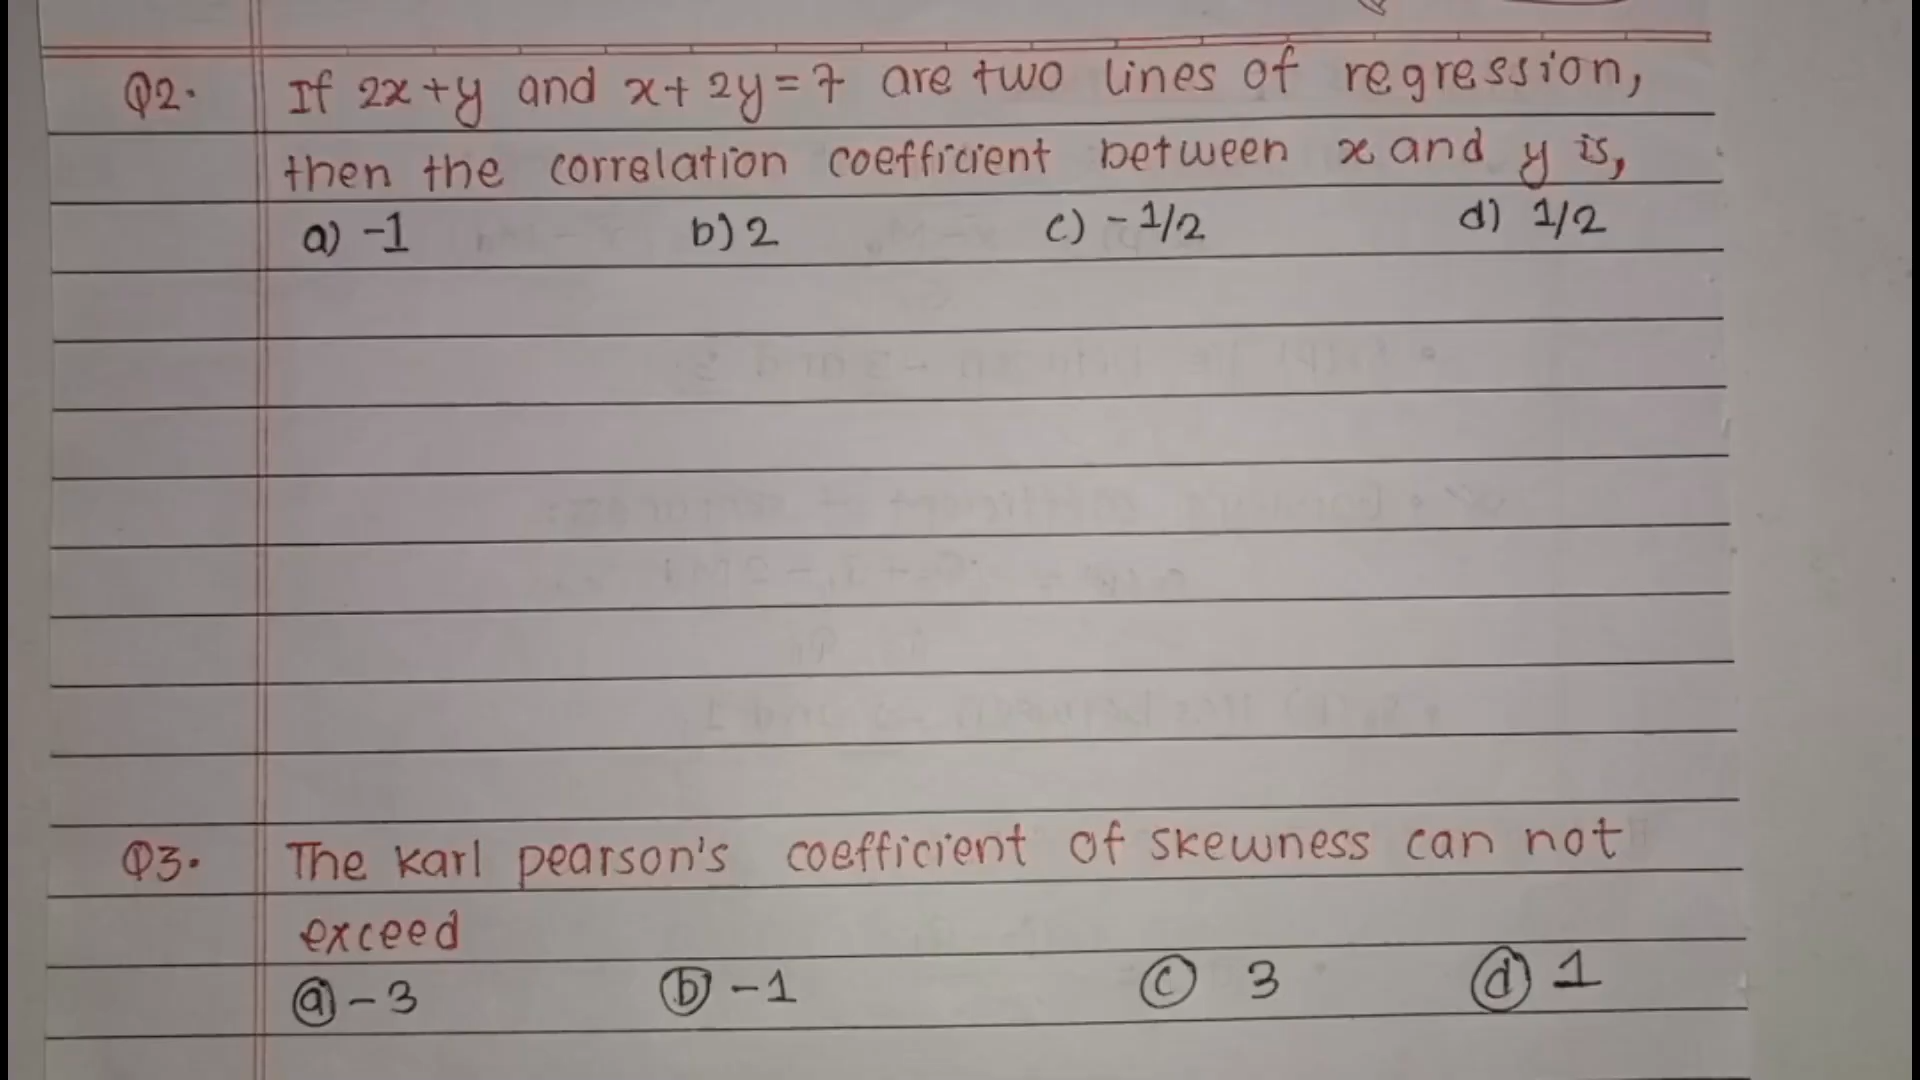 Q2. If 2x+y and x+ 2y=7 are two lines of regression,
then the correlation coefficient between x and y is,
a) -1 b) 2 c) -1/2 d) 1/2
Q3. The karl pearson's coefficient of skewness can not
exceed
ⓐ -3 ⓑ -1 ⓒ 3 ⓓ 1